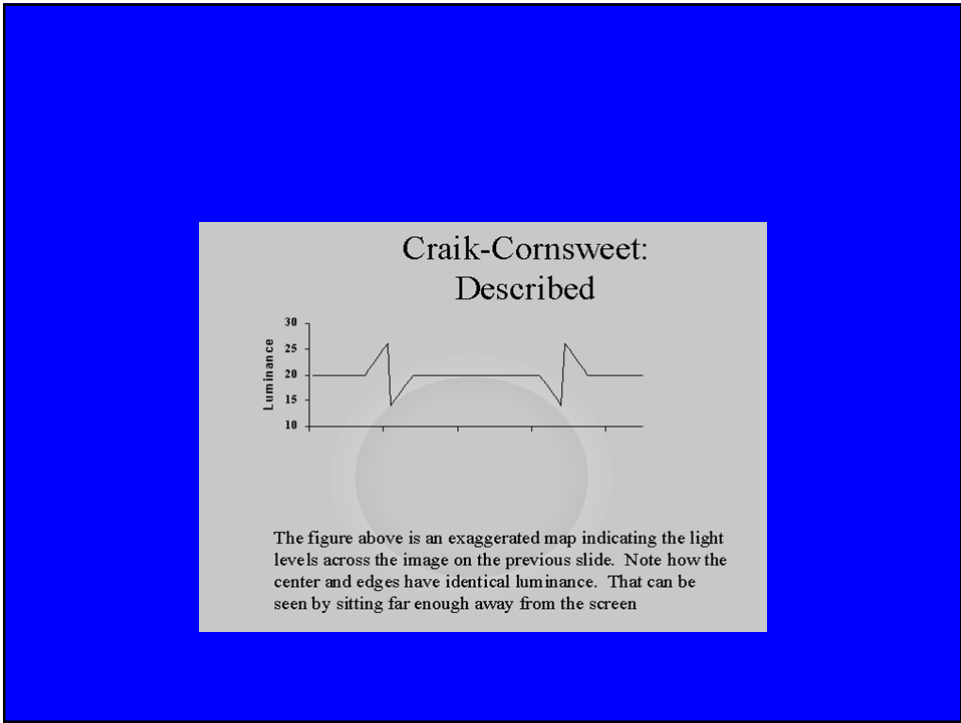 Craik-Cornsweet:
Described
30
25
20
15
10
Luminance
The figure above is an exaggerated map indicating the light
levels across the image on the previous slide.  Note how the
center and edges have identical luminance.  That can be
seen by sitting far enough away from the screen